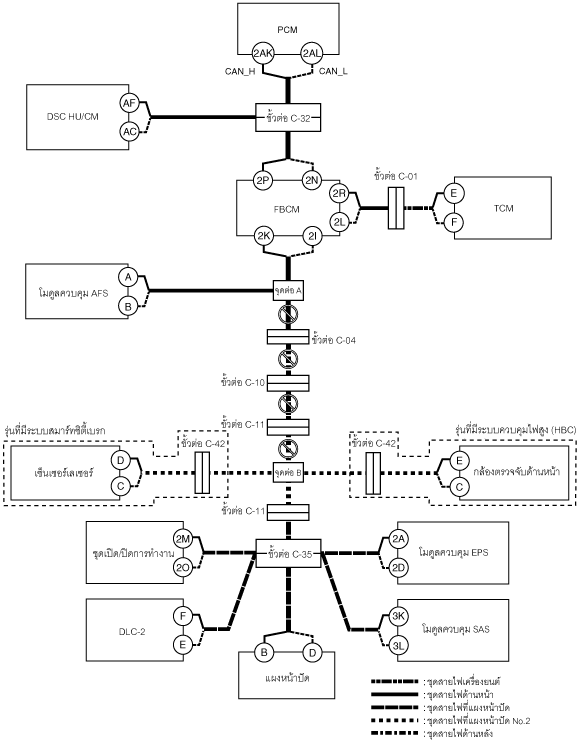 PCM
2AK
2AL
CAN_H
CAN_L
DSC HU/CM
AF
AC
ขั้วต่อ C-32
2P
2N
ขั้วต่อ C-01
FBCM
2R
2L
E
F
TCM
2K
2I
โมดูลควบคุม AFS
A
B
จุดต่อ A
ขั้วต่อ C-04
ขั้วต่อ C-10
ขั้วต่อ C-11
รุ่นที่มีระบบสมาร์ทซิตี้เบรก
รุ่นที่มีระบบควบคุมไฟสูง (HBC)
ขั้วต่อ C-42
ขั้วต่อ C-42
เซ็นเซอร์เลเซอร์
D
C
จุดต่อ B
E
C
กล้องตรวจจับด้านหน้า
ขั้วต่อ C-11
ชุดเปิด/ปิดการทำงาน
2M
2O
ขั้วต่อ C-35
2A
2D
โมดูลควบคุม EPS
DLC-2
F
E
3K
3L
โมดูลควบคุม SAS
B
D
แผงหน้าปัด
: ชุดสายไฟเครื่องยนต์
: ชุดสายไฟด้านหน้า
: ชุดสายไฟที่แผงหน้าปัด
: ชุดสายไฟที่แผงหน้าปัด No.2
: ชุดสายไฟด้านหลัง